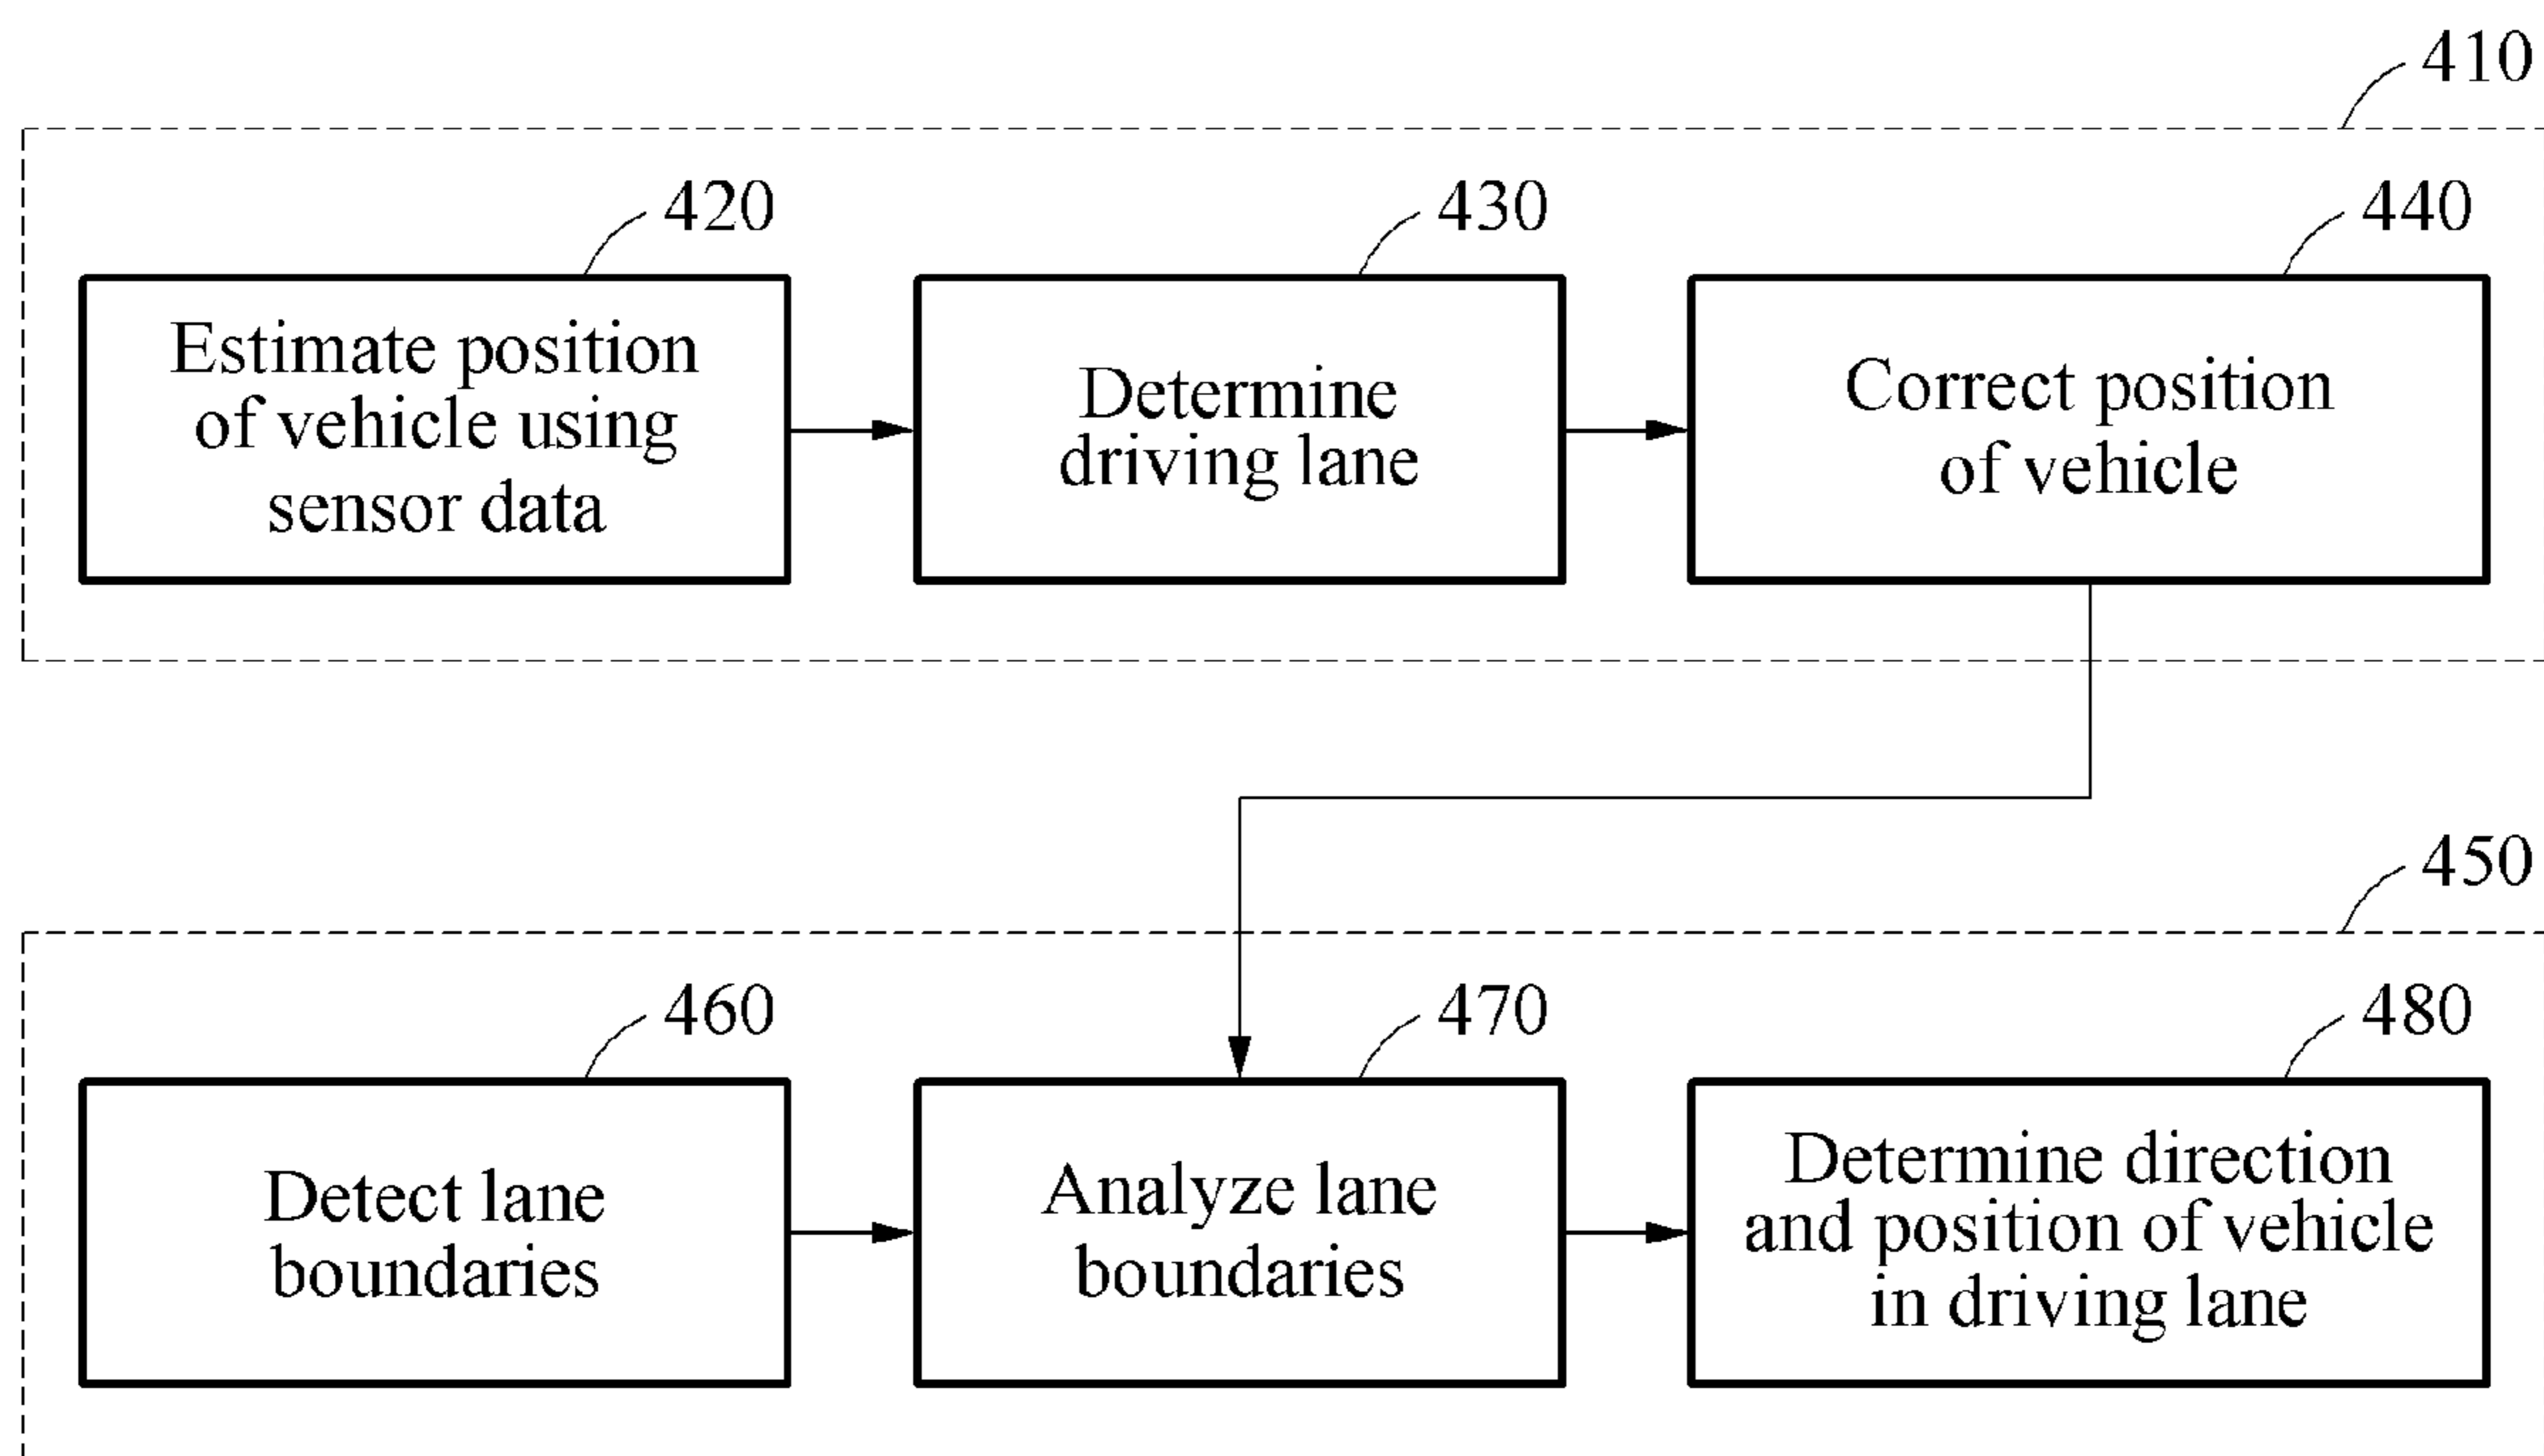 410
420
430
440
Estimate position
of vehicle using
sensor data
Determine
driving lane
Correct position
of vehicle
450
460
470
480
Detect lane
boundaries
Analyze lane
boundaries
Determine direction
and position of vehicle
in driving lane